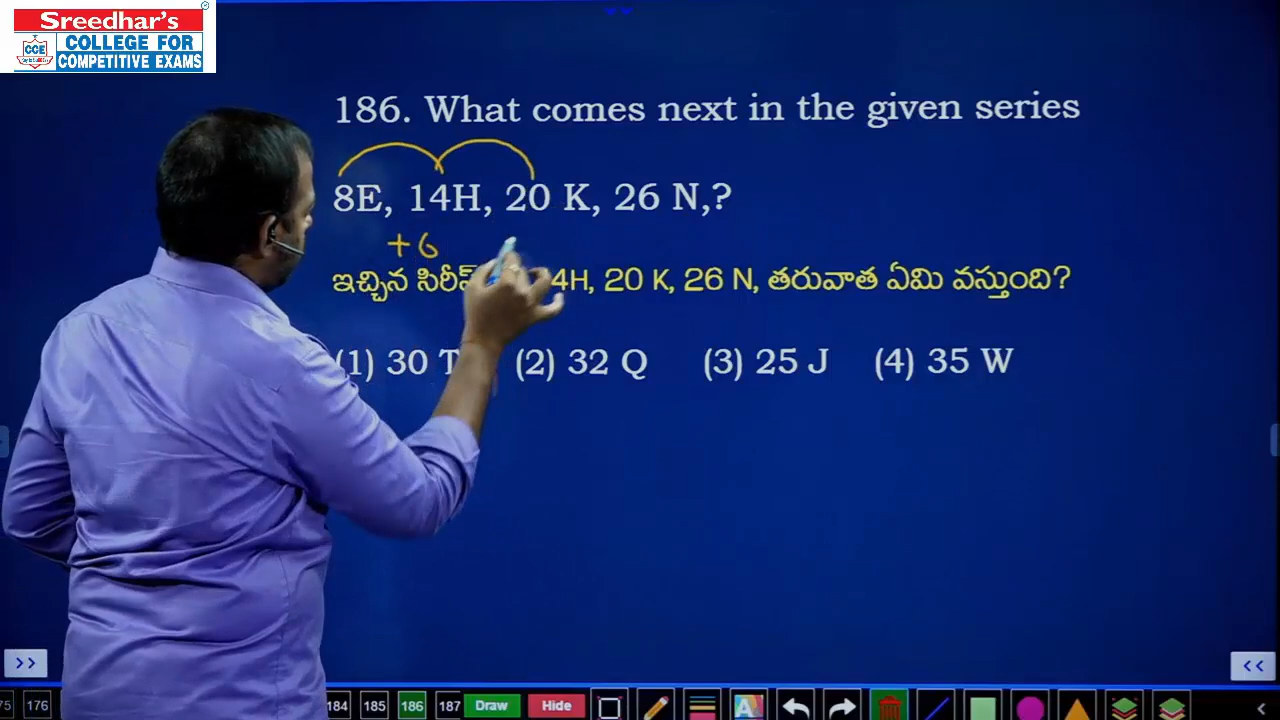 Sreedhar's
CCE
COLLEGE FOR
COMPETITIVE EXAMS
186. What comes next in the given series
8E, 14H, 20 K, 26 N,?
+6
ఇచ్చిన 4H, 20 K, 26 N, తరువాత ఏమి వస్తుంది?
(1) 30 T (2) 32 Q (3) 25 J (4) 35 W
>> <<
75 176 184 185 186 187 Draw Hide A <